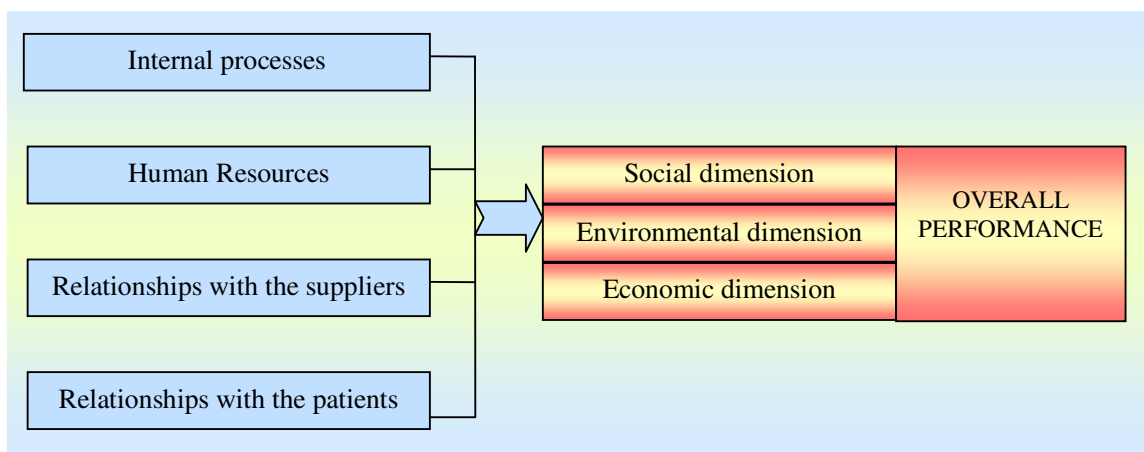 Internal processes
Human Resources
Relationships with the suppliers
Relationships with the patients
Social dimension
Environmental dimension
Economic dimension
OVERALL
PERFORMANCE